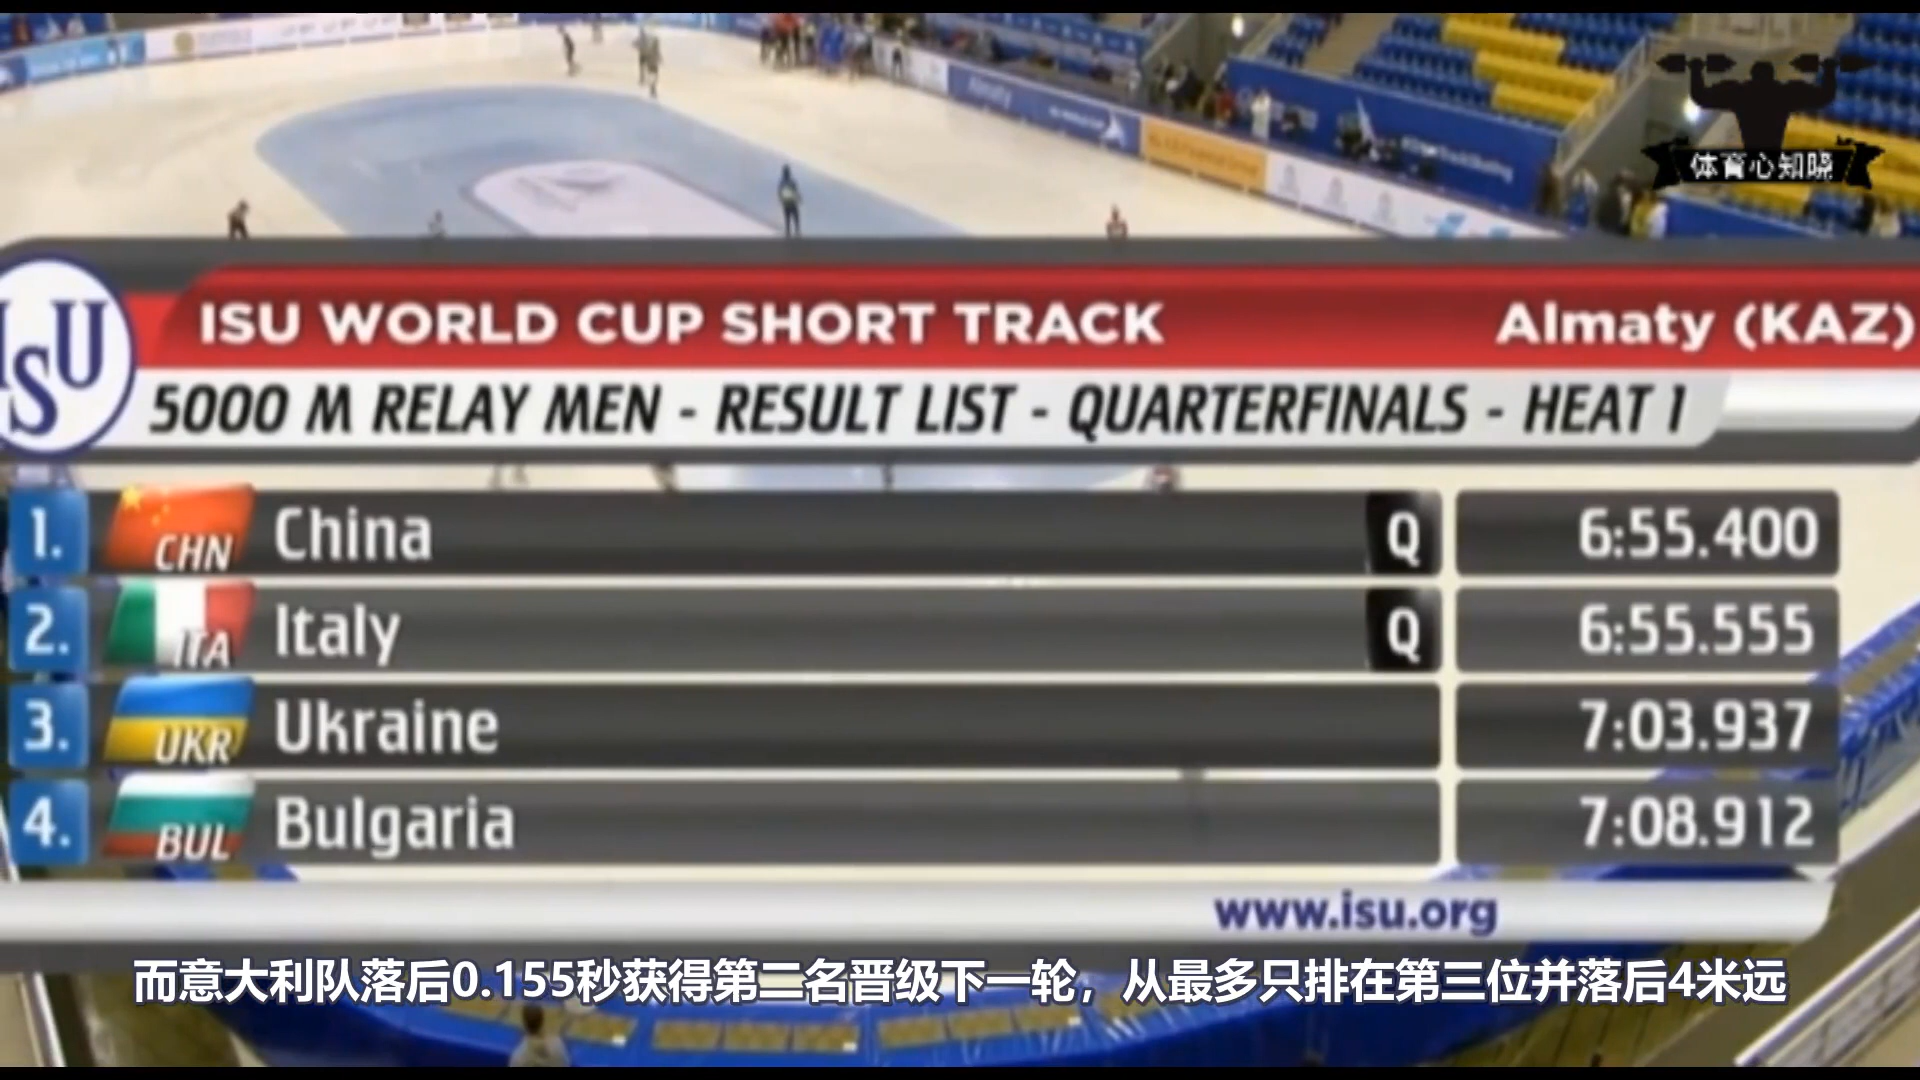 体育心知晓
ISU
ISU WORLD CUP SHORT TRACK Almaty (KAZ)
5000 M RELAY MEN - RESULT LIST - QUARTERFINALS - HEAT 1
1. CHN China Q 6:55.400
2. ITA Italy Q 6:55.555
3. UKR Ukraine 7:03.937
4. BUL Bulgaria 7:08.912
www.isu.org
而意大利队落后0.155秒获得第二名晋级下一轮，从最多只排在第三位并落后4米远